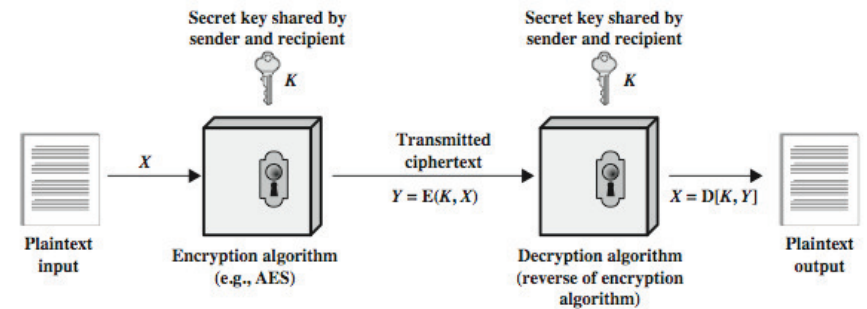 Secret key shared by
sender and recipient
K
Secret key shared by
sender and recipient
K
X
Transmitted
ciphertext
Y = E(K, X)
X = D[K, Y]
Plaintext
input
Encryption algorithm
(e.g., AES)
Decryption algorithm
(reverse of encryption
algorithm)
Plaintext
output